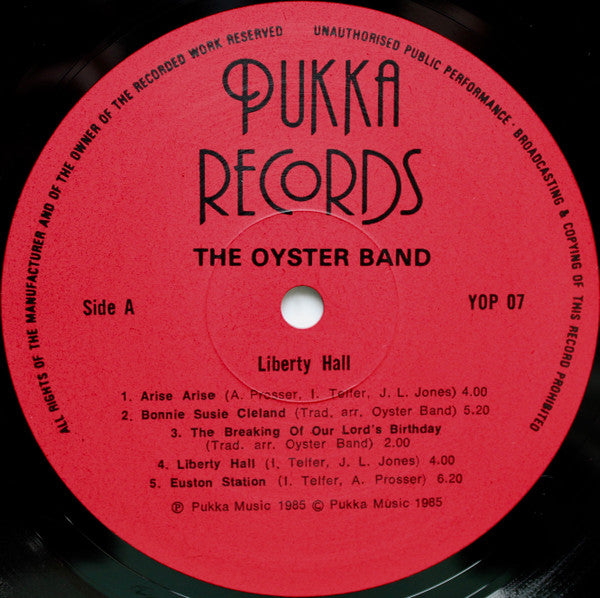 ALL RIGHTS OF THE MANUFACTURER AND OF THE OWNER OF THE RECORDED WORK RESERVED
UNAUTHORISED PUBLIC PERFORMANCE · BROADCASTING & COPYING OF THIS RECORD PROHIBITED
PUKKA
RECORDS
THE OYSTER BAND
Side A
YOP 07
Liberty Hall
1. Arise Arise (A. Prosser, I. Telfer, J. L. Jones) 4.00
2. Bonnie Susie Cleland (Trad. arr. Oyster Band) 5.20
3. The Breaking Of Our Lord's Birthday
(Trad. arr. Oyster Band) 2.00
4. Liberty Hall (I. Telfer, J. L. Jones) 4.00
5. Euston Station (I. Telfer, A. Prosser) 6.20
℗ Pukka Music 1985 © Pukka Music 1985